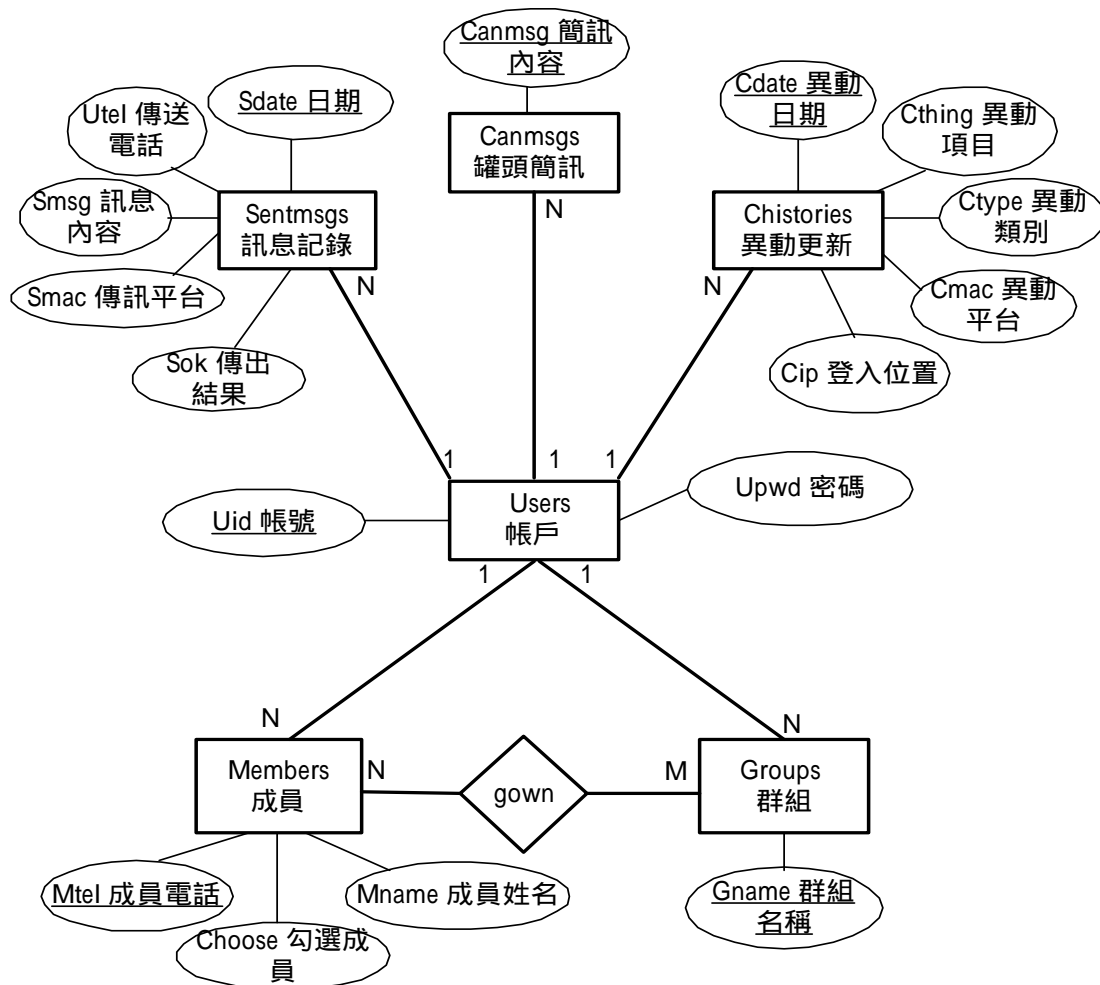 Canmsg 簡訊
內容
Sdate 日期
Cdate 異動
日期
Utel 傳送
電話
Cthing 異動
項目
Canmsgs
罐頭簡訊
Smsg 訊息
內容
Sentmsgs
訊息記錄
N
Chistories
異動更新
Ctype 異動
類別
Smac 傳訊平台
N
N
Cmac 異動
平台
Sok 傳出
結果
Cip 登入位置
1
1
1
Uid 帳號
Users
帳戶
Upwd 密碼
1
1
N
N
Members
成員
N
gown
M
Groups
群組
Mtel 成員電話
Mname 成員姓名
Gname 群組
名稱
Choose 勾選成
員